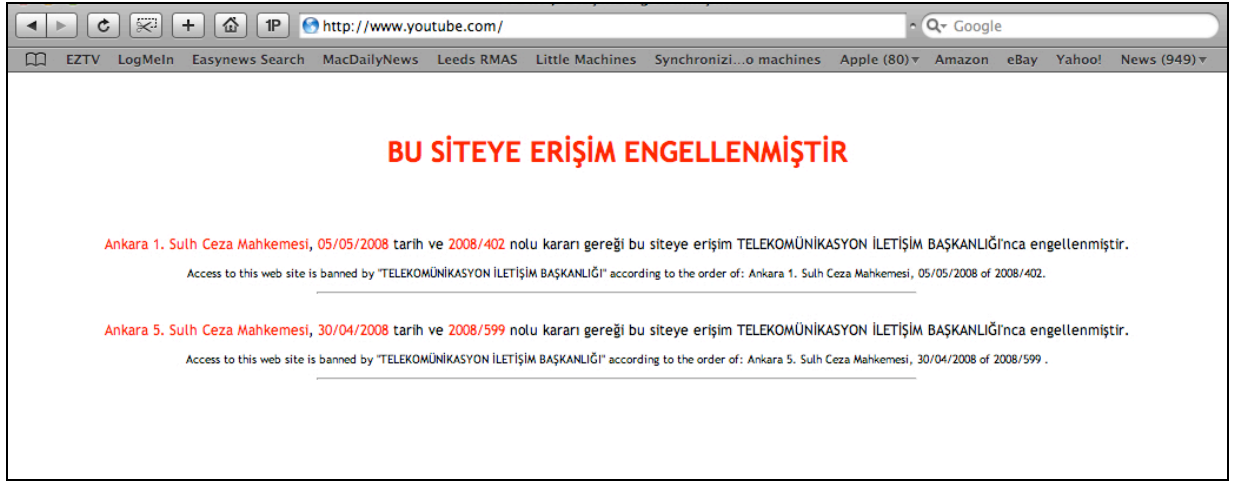 1P http://www.youtube.com/ Google
EZTV LogMeIn Easynews Search MacDailyNews Leeds RMAS Little Machines Synchronizi...o machines Apple (80) Amazon eBay Yahoo! News (949)
BU SİTEYE ERİŞİM ENGELLENMİŞTİR
Ankara 1. Sulh Ceza Mahkemesi, 05/05/2008 tarih ve 2008/402 nolu kararı gereği bu siteye erişim TELEKOMÜNİKASYON İLETİŞİM BAŞKANLIĞI'nca engellenmiştir.
Access to this web site is banned by "TELEKOMÜNİKASYON İLETİŞİM BAŞKANLIĞI" according to the order of: Ankara 1. Sulh Ceza Mahkemesi, 05/05/2008 of 2008/402.
Ankara 5. Sulh Ceza Mahkemesi, 30/04/2008 tarih ve 2008/599 nolu kararı gereği bu siteye erişim TELEKOMÜNİKASYON İLETİŞİM BAŞKANLIĞI'nca engellenmiştir.
Access to this web site is banned by "TELEKOMÜNİKASYON İLETİŞİM BAŞKANLIĞI" according to the order of: Ankara 5. Sulh Ceza Mahkemesi, 30/04/2008 of 2008/599 .